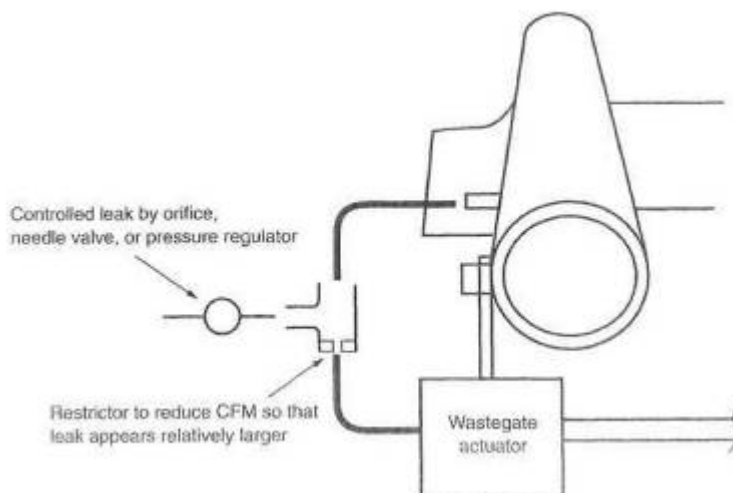 Controlled leak by orifice,
needle valve, or pressure regulator
Restrictor to reduce CFM so that
leak appears relatively larger
Wastegate
actuator